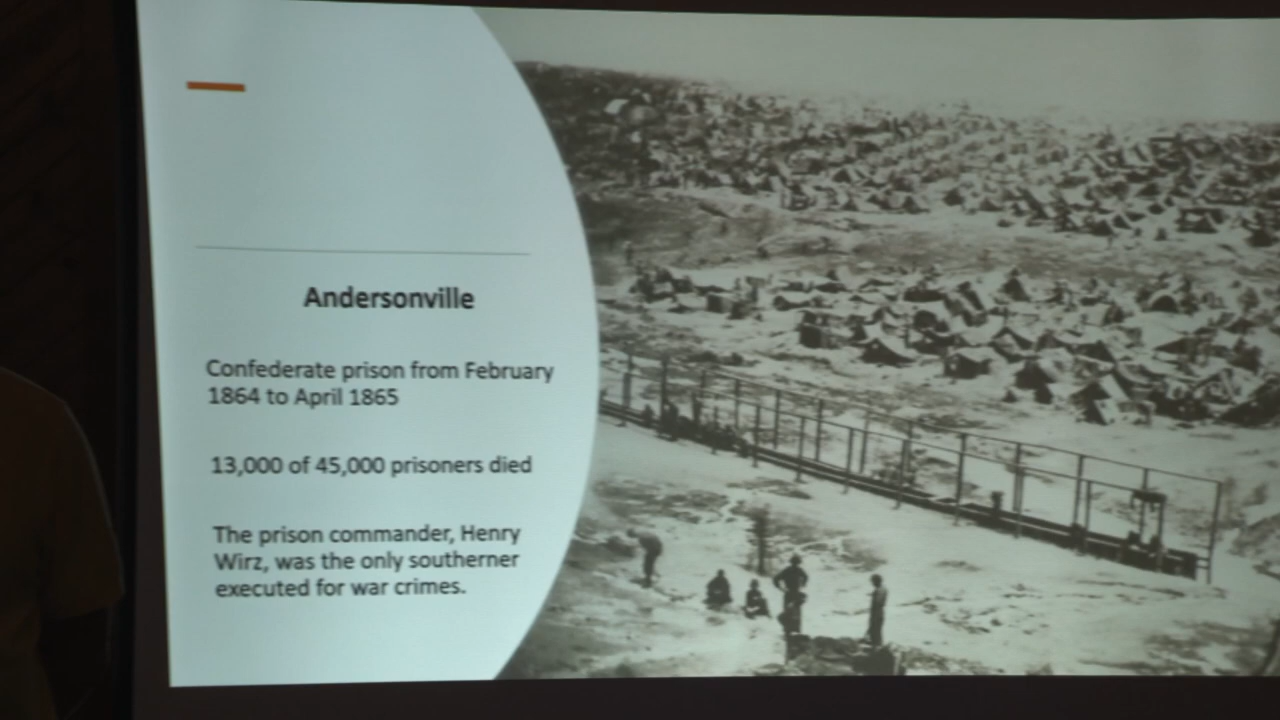 Andersonville
Confederate prison from February
1864 to April 1865
13,000 of 45,000 prisoners died
The prison commander, Henry
Wirz, was the only southerner
executed for war crimes.